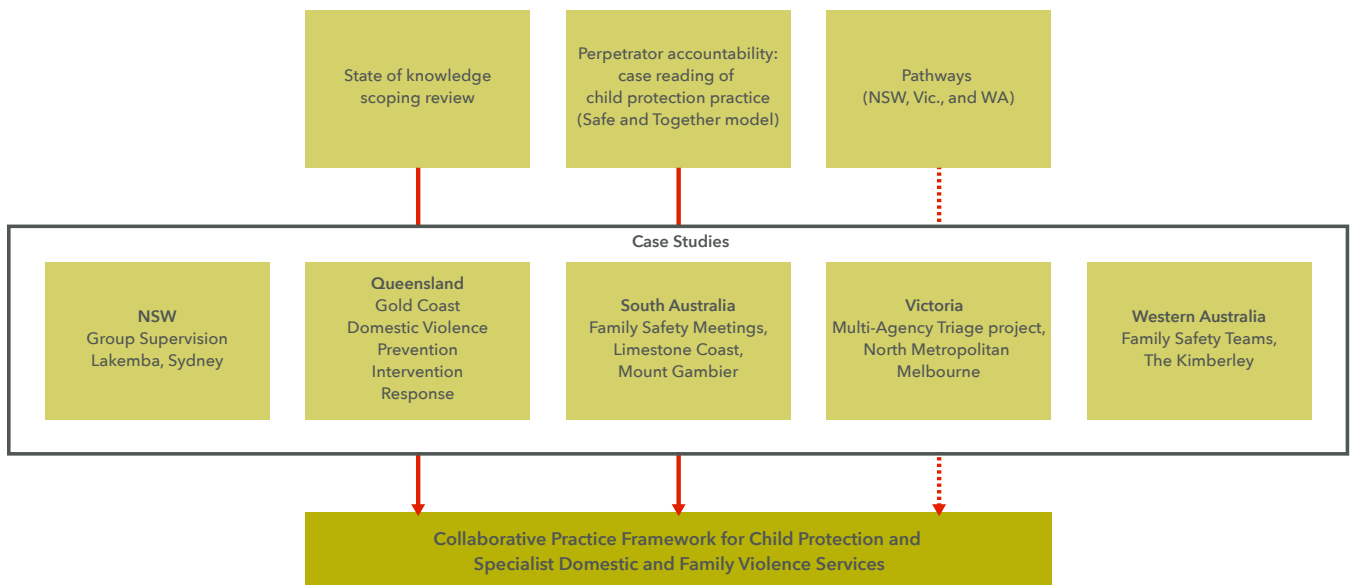 State of knowledge
scoping review
Perpetrator accountability:
case reading of
child protection practice
(Safe and Together model)
Pathways
(NSW, Vic., and WA)
Case Studies
NSW
Group Supervision
Lakemba, Sydney
Queensland
Gold Coast
Domestic Violence
Prevention
Intervention
Response
South Australia
Family Safety Meetings,
Limestone Coast,
Mount Gambier
Victoria
Multi-Agency Triage project,
North Metropolitan
Melbourne
Western Australia
Family Safety Teams,
The Kimberley
Collaborative Practice Framework for Child Protection and
Specialist Domestic and Family Violence Services